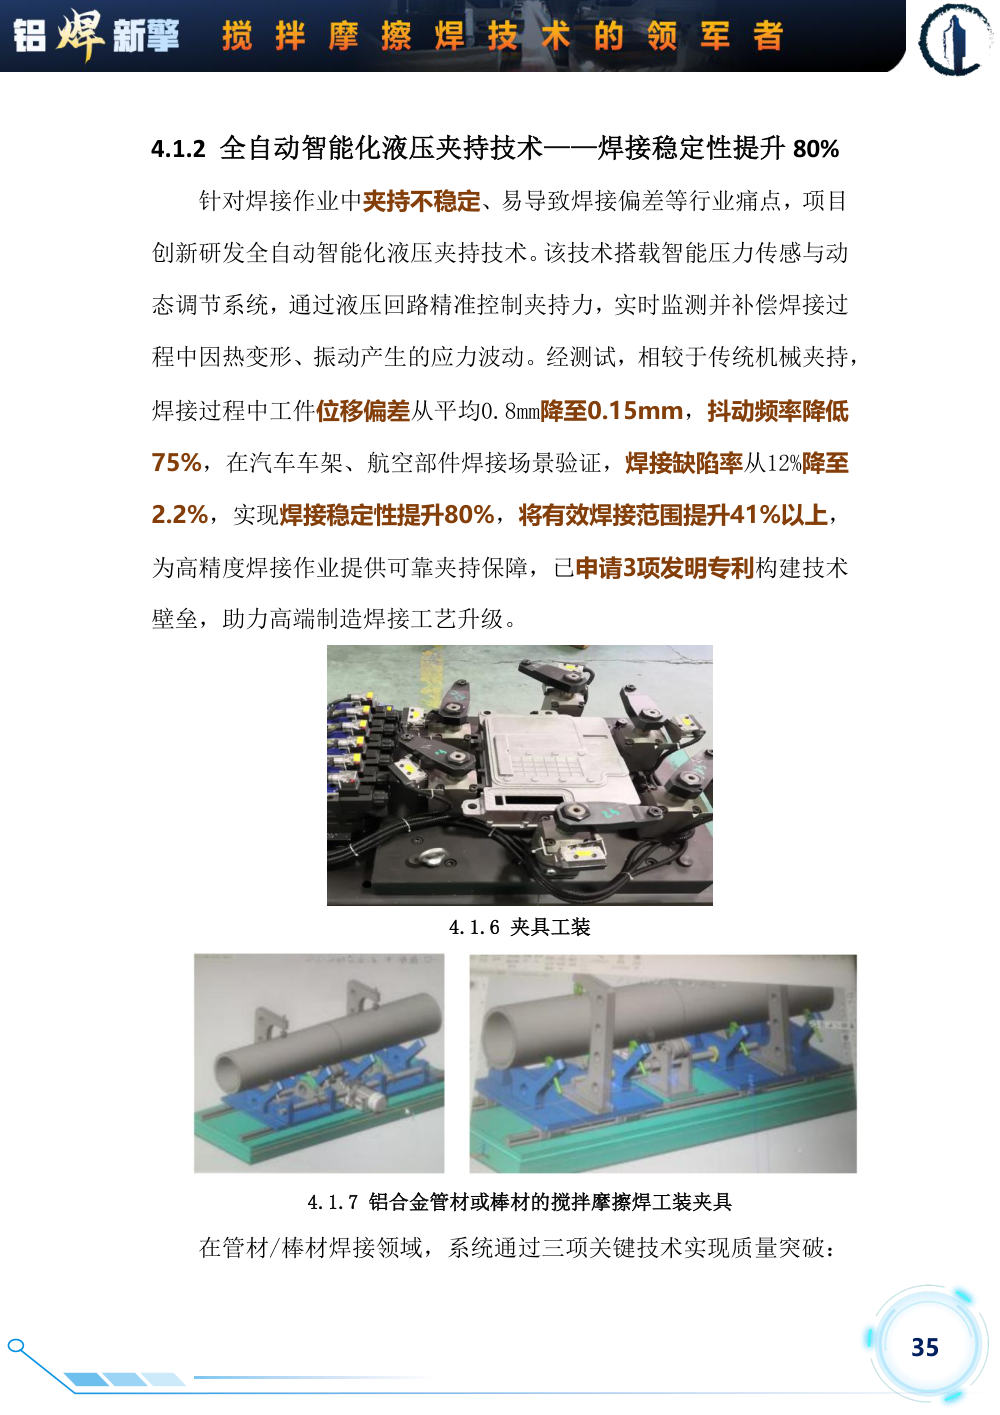 铝焊新擎 搅拌摩擦焊技术的领军者
4.1.2 全自动智能化液压夹持技术——焊接稳定性提升 80%
针对焊接作业中夹持不稳定、易导致焊接偏差等行业痛点，项目
创新研发全自动智能化液压夹持技术。该技术搭载智能压力传感与动
态调节系统，通过液压回路精准控制夹持力，实时监测并补偿焊接过
程中因热变形、振动产生的应力波动。经测试，相较于传统机械夹持，
焊接过程中工件位移偏差从平均0.8mm降至0.15mm，抖动频率降低
75%，在汽车车架、航空部件焊接场景验证，焊接缺陷率从12%降至
2.2%，实现焊接稳定性提升80%，将有效焊接范围提升41%以上，
为高精度焊接作业提供可靠夹持保障，已申请3项发明专利构建技术
壁垒，助力高端制造焊接工艺升级。
4.1.6 夹具工装
4.1.7 铝合金管材或棒材的搅拌摩擦焊工装夹具
在管材/棒材焊接领域，系统通过三项关键技术实现质量突破：
35